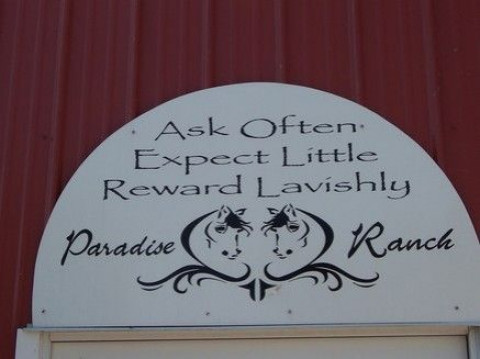 Ask Often
Expect Little
Reward Lavishly
Paradise Ranch